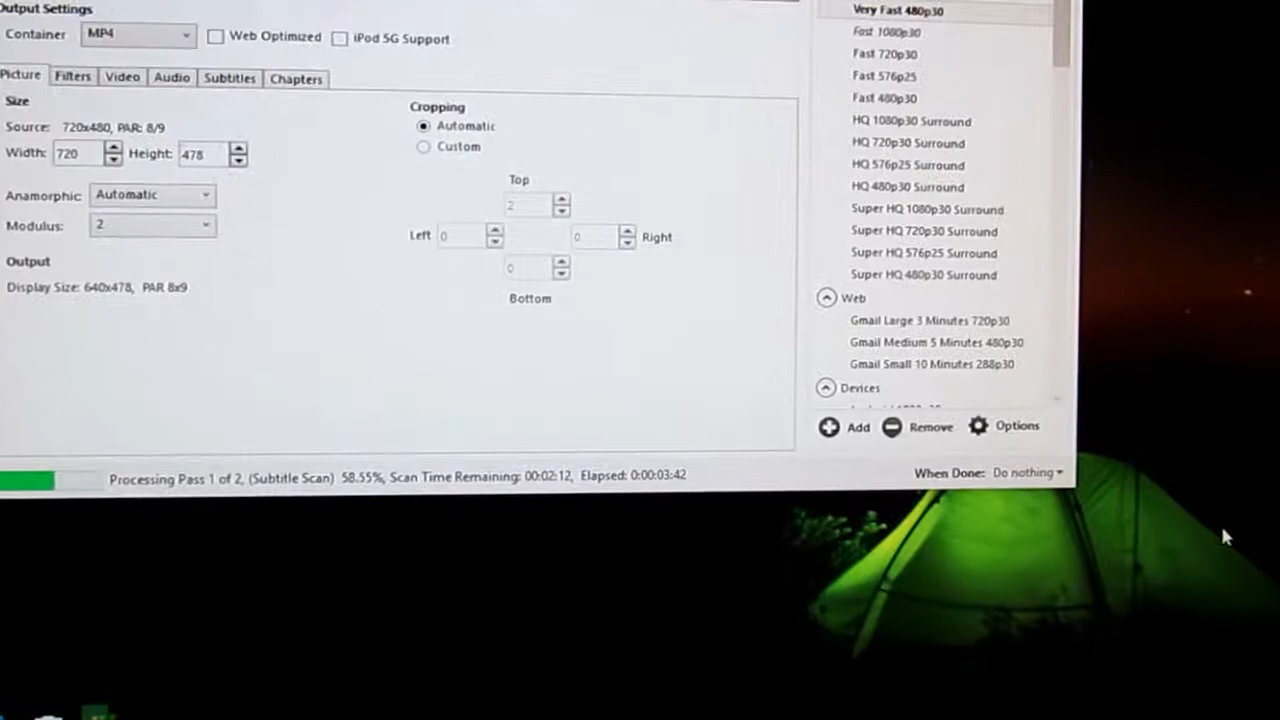 Output Settings
Container MP4 Web Optimized iPod 5G Support
Picture Filters Video Audio Subtitles Chapters
Size
Source: 720x480, PAR: 8/9
Width: 720 Height: 478
Anamorphic: Automatic
Modulus: 2
Output
Display Size: 640x478, PAR 8x9
Cropping
Automatic
Custom
Top
2
Left 0 0 Right
0
Bottom
Very Fast 480p30
Fast 1080p30
Fast 720p30
Fast 576p25
Fast 480p30
HQ 1080p30 Surround
HQ 720p30 Surround
HQ 576p25 Surround
HQ 480p30 Surround
Super HQ 1080p30 Surround
Super HQ 720p30 Surround
Super HQ 576p25 Surround
Super HQ 480p30 Surround
Web
Gmail Large 3 Minutes 720p30
Gmail Medium 5 Minutes 480p30
Gmail Small 10 Minutes 288p30
Devices
Add Remove Options
Processing Pass 1 of 2, (Subtitle Scan) 58.55%, Scan Time Remaining: 00:02:12, Elapsed: 0:00:03:42
When Done: Do nothing